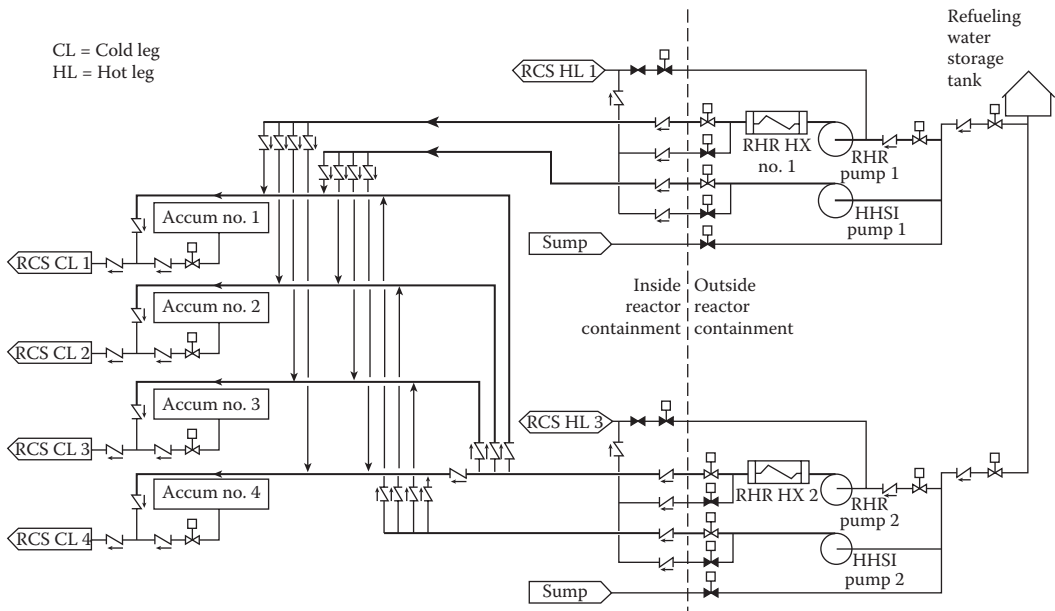 CL = Cold leg
HL = Hot leg
Refueling
water
storage
tank
RCS HL 1
RHR HX
no. 1
RHR
pump 1
HHSI
pump 1
Sump
Accum no. 1
RCS CL 1
Inside
reactor
containment
Outside
reactor
containment
Accum no. 2
RCS CL 2
Accum no. 3
RCS CL 3
RCS HL 3
RHR HX 2
RHR
pump 2
HHSI
pump 2
Sump
Accum no. 4
RCS CL 4